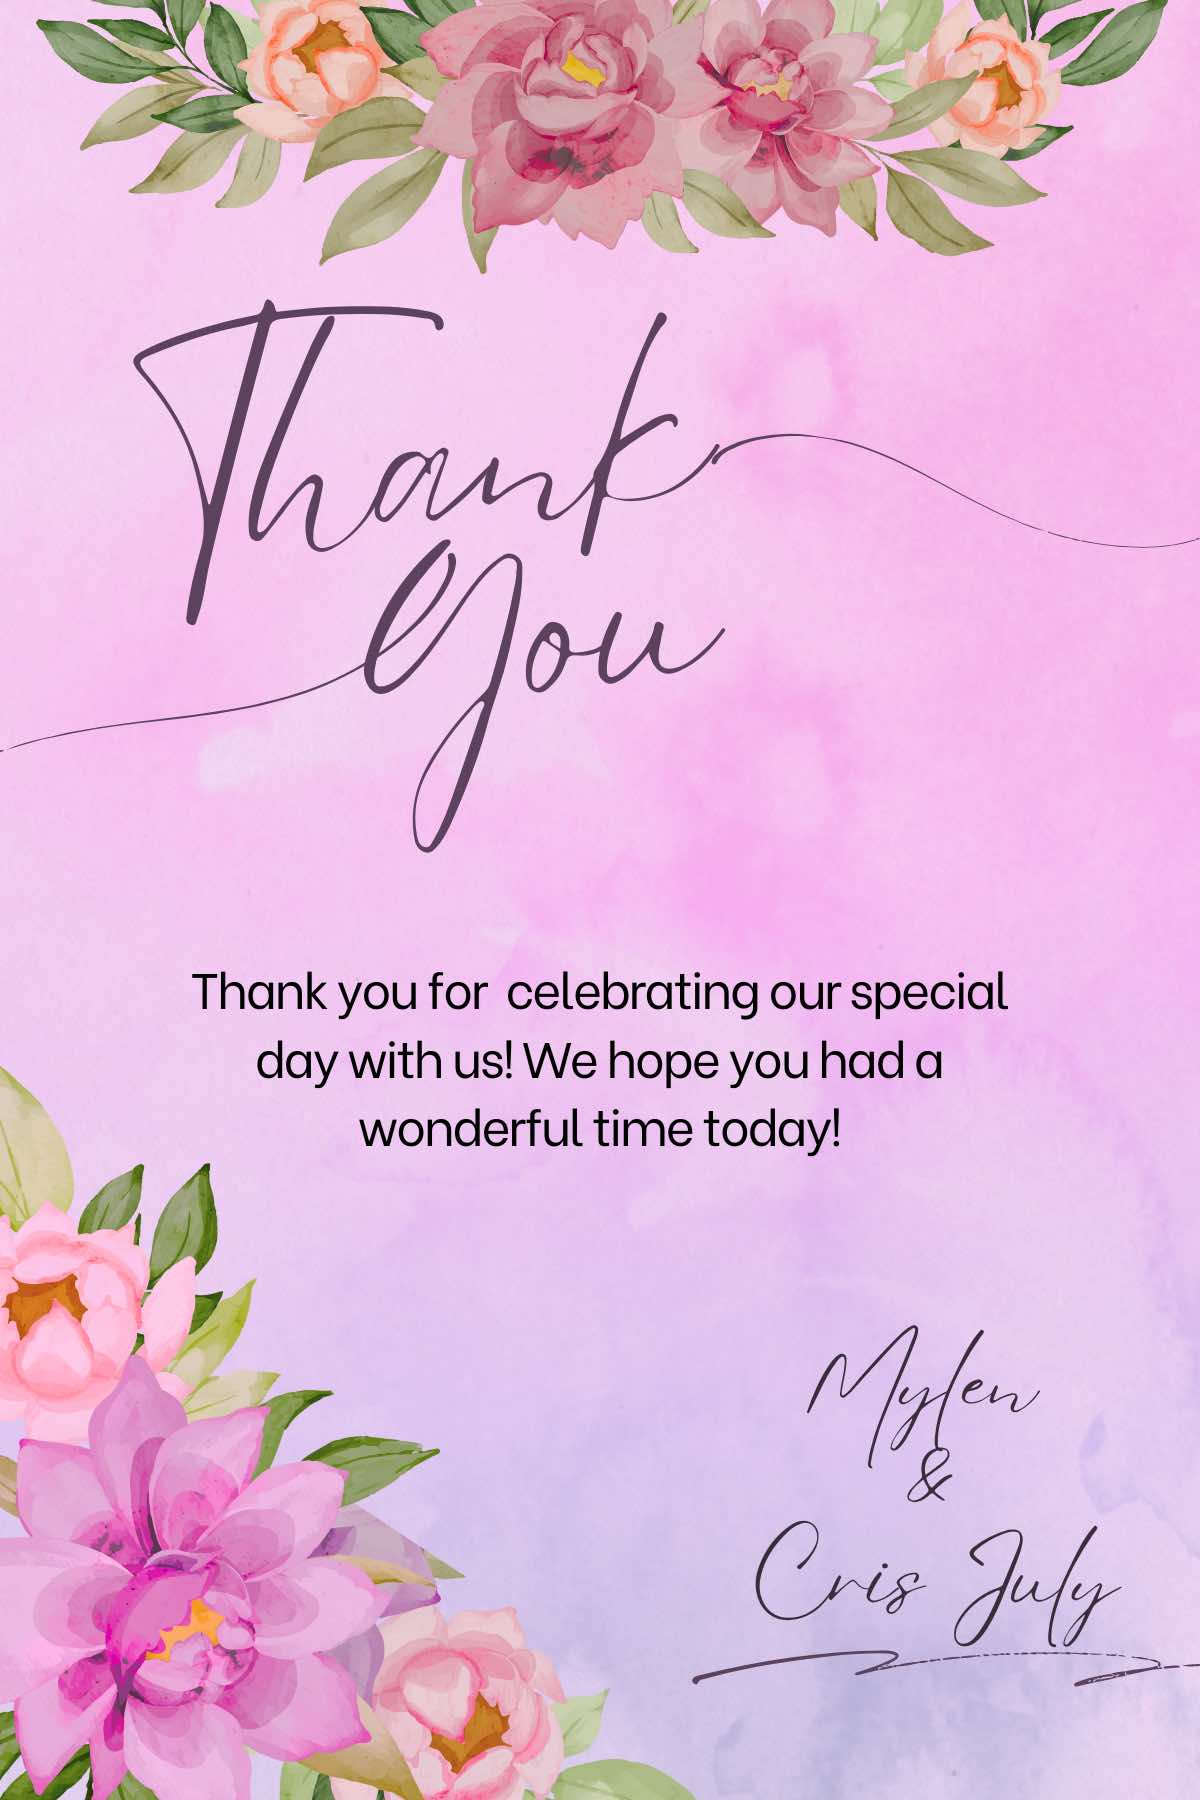 Thank
You
Thank you for  celebrating our special
day with us! We hope you had a
wonderful time today!
Mylen
&
Cris July